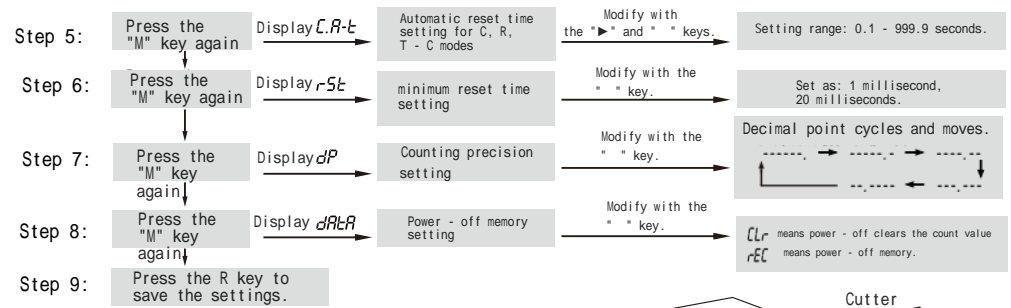 Step 5:
Press the
"M" key again
Display C.A-t
Automatic reset time
setting for C, R,
T - C modes
Modify with
the "▶" and " " keys.
Setting range: 0.1 - 999.9 seconds.
Step 6:
Press the
"M" key again
Display rSt
minimum reset time
setting
Modify with the
" " key.
Set as: 1 millisecond,
20 milliseconds.
Step 7:
Press the
"M" key
again
Display dP
Counting precision
setting
Modify with the
" " key.
Decimal point cycles and moves.
------. → -----.- → ----.--
--.---- ← ---.---
Step 8:
Press the
"M" key
again
Display dAtA
Power - off memory
setting
Modify with the
" " key.
CLr means power - off clears the count value
rEC means power - off memory.
Step 9:
Press the R key to
save the settings.
Cutter